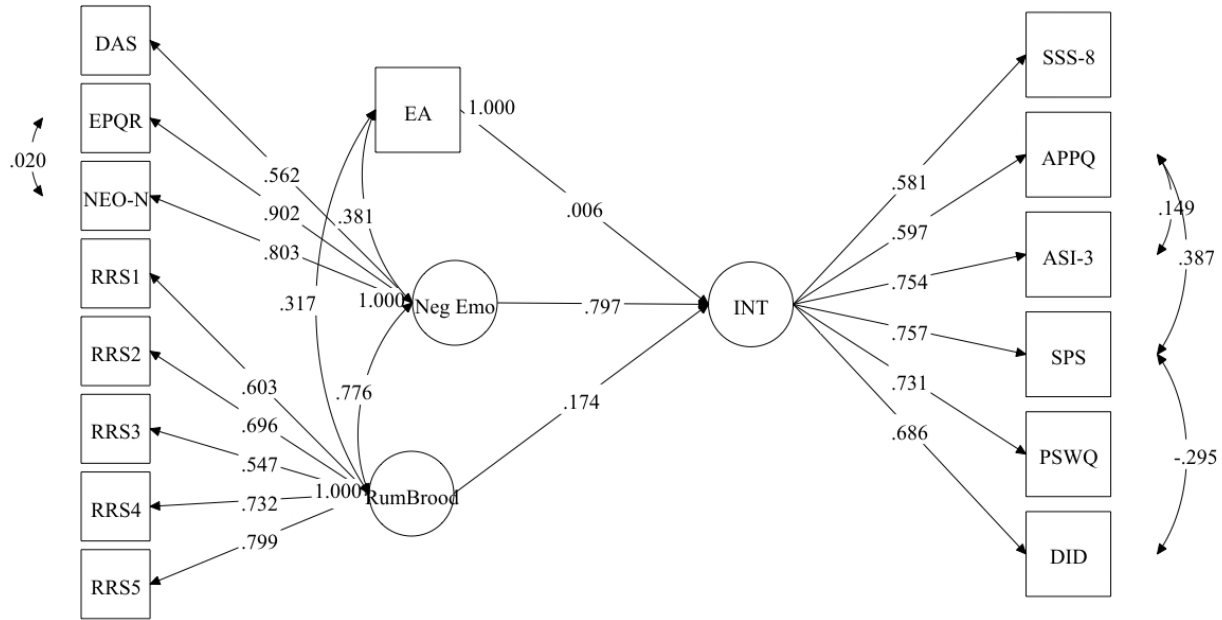 DAS
EPQR
NEO-N
RRS1
RRS2
RRS3
RRS4
RRS5
.020
.562
.902
.803
.603
.696
.547
.732
.799
EA
1.000
.381
.317
1.000
Neg Emo
.776
1.000
RumBrood
.006
.797
.174
INT
.581
.597
.754
.757
.731
.686
SSS-8
APPQ
ASI-3
SPS
PSWQ
DID
.149
.387
-.295